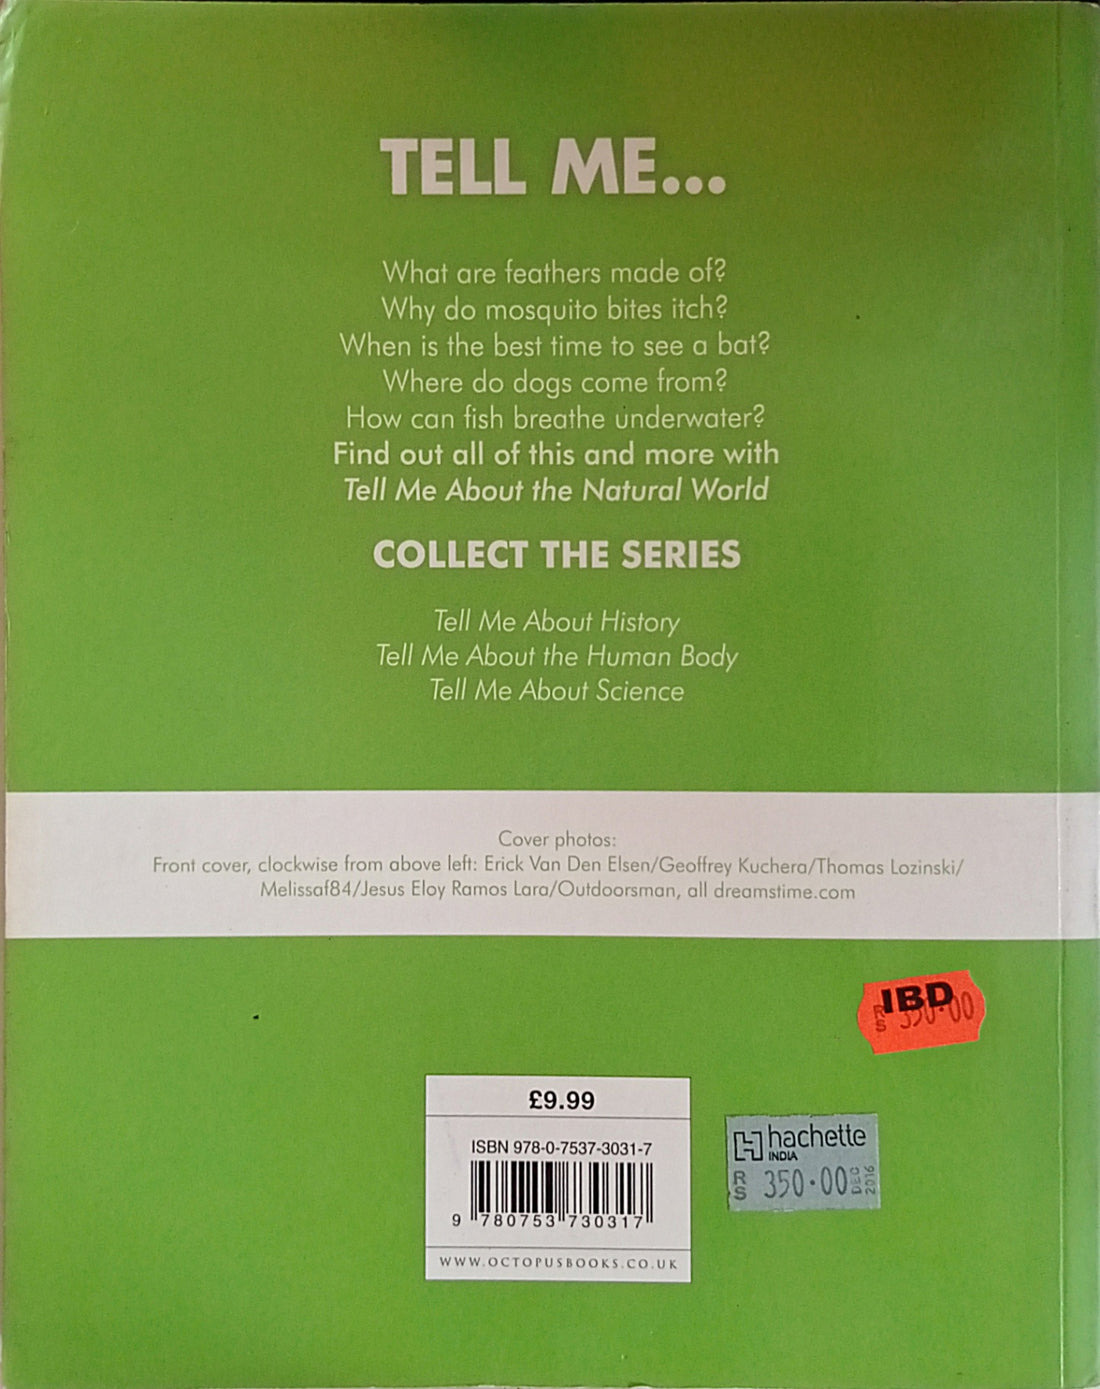 TELL ME...
What are feathers made of?
Why do mosquito bites itch?
When is the best time to see a bat?
Where do dogs come from?
How can fish breathe underwater?
Find out all of this and more with
Tell Me About the Natural World
COLLECT THE SERIES
Tell Me About History
Tell Me About the Human Body
Tell Me About Science
Cover photos:
Front cover, clockwise from above left: Erick Van Den Elsen/Geoffrey Kuchera/Thomas Lozinski/
Melissaf84/Jesus Eloy Ramos Lara/Outdoorsman, all dreamstime.com
IBD
RS 350.00
£9.99
ISBN 978-0-7537-3031-7
9 780753 730317
WWW.OCTOPUSBOOKS.CO.UK
hachette
INDIA
RS 350.00 DEC 2016